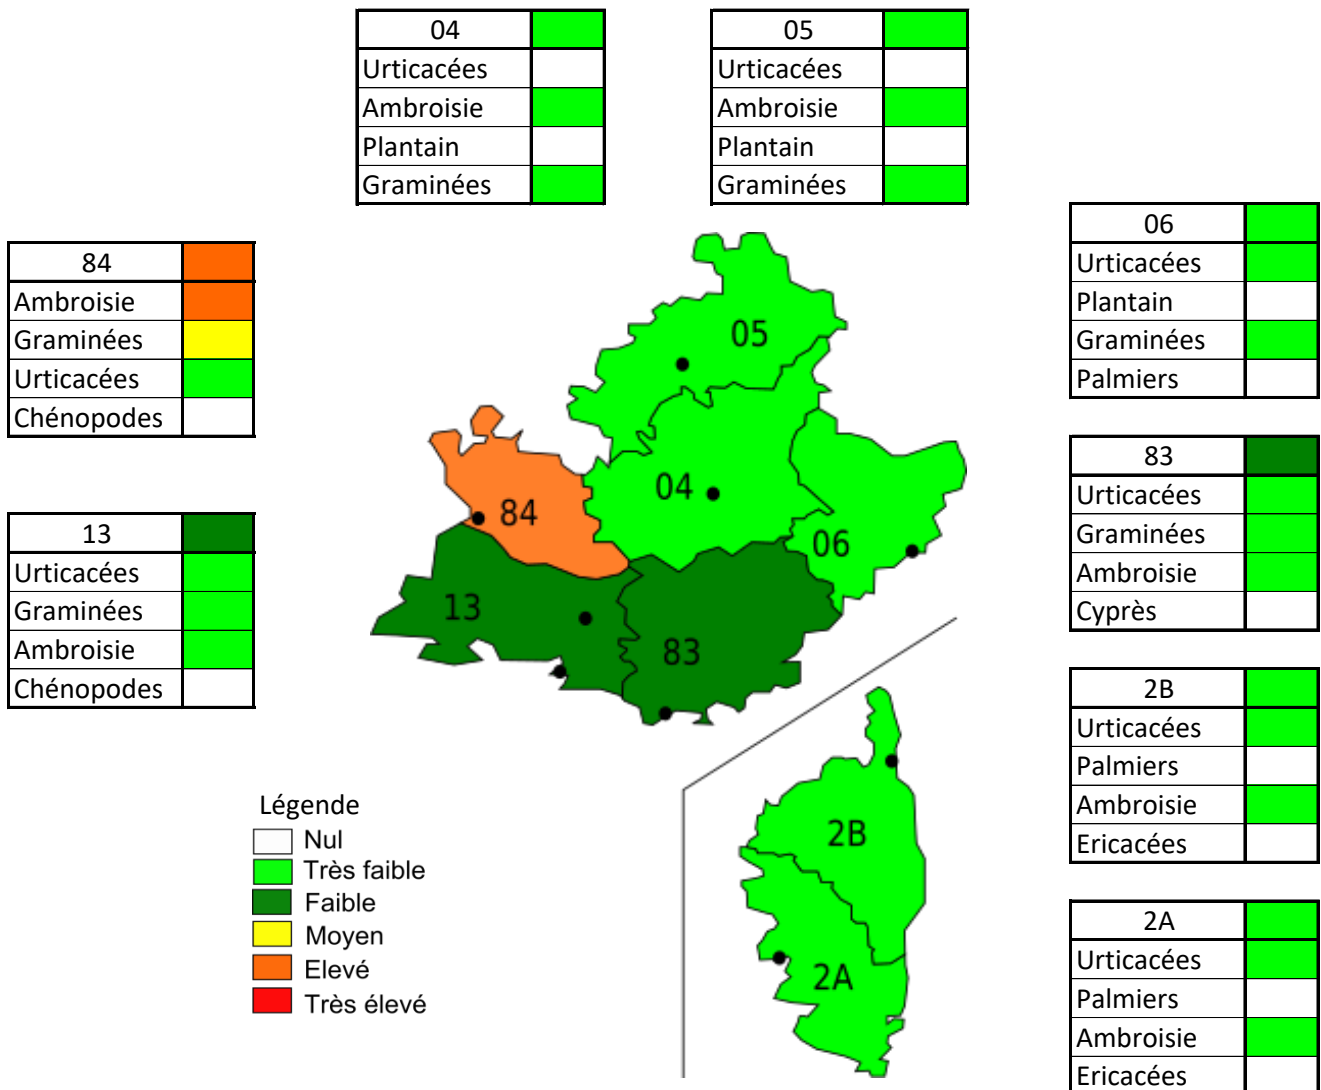 04
Urticacées
Ambroisie
Plantain
Graminées
05
Urticacées
Ambroisie
Plantain
Graminées
84
Ambroisie
Graminées
Urticacées
Chénopodes
13
Urticacées
Graminées
Ambroisie
Chénopodes
05
04
84
06
13
83
2B
2A
06
Urticacées
Plantain
Graminées
Palmiers
83
Urticacées
Graminées
Ambroisie
Cyprès
2B
Urticacées
Palmiers
Ambroisie
Ericacées
2A
Urticacées
Palmiers
Ambroisie
Ericacées
Légende
Nul
Très faible
Faible
Moyen
Elevé
Très élevé